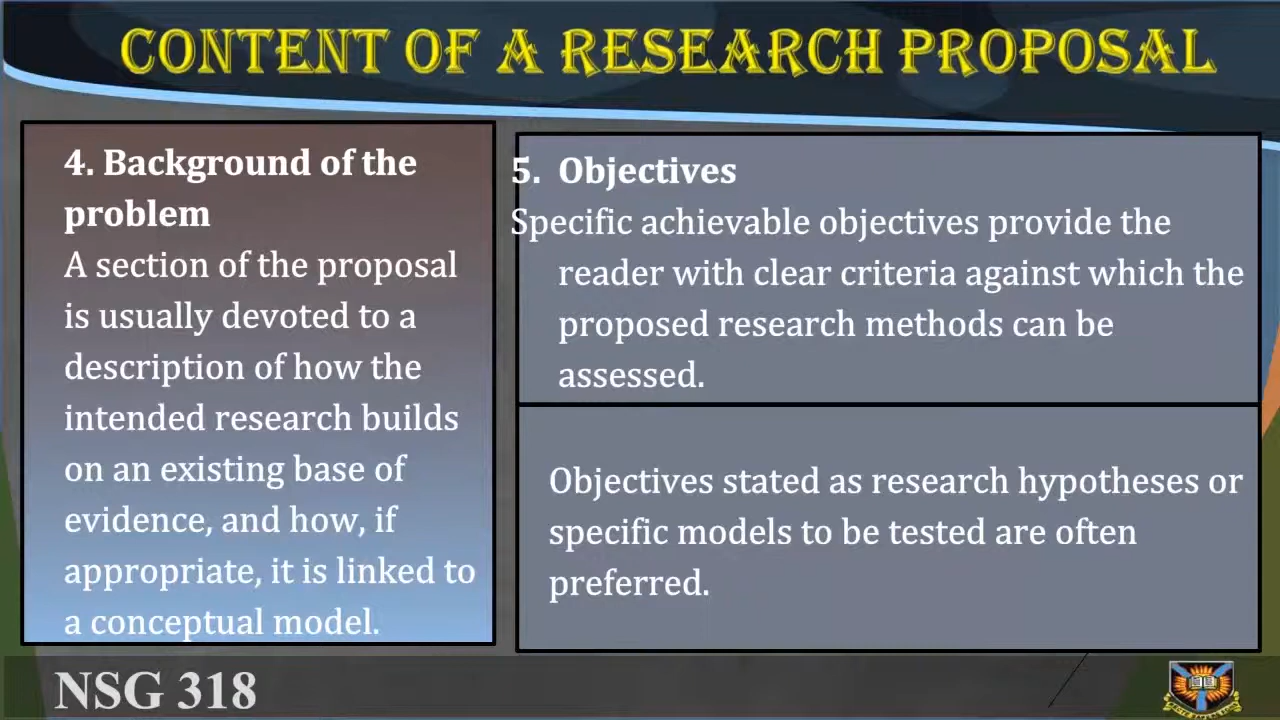 CONTENT OF A RESEARCH PROPOSAL
4. Background of the
problem
A section of the proposal
is usually devoted to a
description of how the
intended research builds
on an existing base of
evidence, and how, if
appropriate, it is linked to
a conceptual model.
5. Objectives
Specific achievable objectives provide the
reader with clear criteria against which the
proposed research methods can be
assessed.
Objectives stated as research hypotheses or
specific models to be tested are often
preferred.
NSG 318